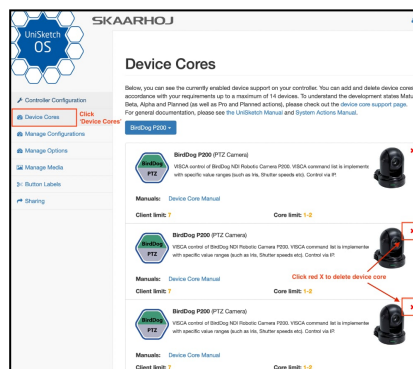 SKAARHOJ
UniSketch
OS
Device Cores
Below, you can see the currently enabled device support on your controller. You can add and delete device cores
accordance with your requirements up to a maximum of 14 devices. To understand the development states Matu
Beta, Alpha and Planned (as well as Pro and Planned actions), please check out the device core support page.
For general documentation, please see the UniSketch Manual and System Actions Manual.
Controller Configuration
Device Cores
Click
'Device Cores'
Manage Configurations
Manage Options
Manage Media
Button Labels
Sharing
BirdDog P200
BirdDog
PTZ
BirdDog P200 (PTZ Camera)
VISCA control of BirdDog NDI Robotic Camera P200. VISCA command list is implemente
with specific value ranges (such as Iris, Shutter speeds etc). Control via IP.
Manuals: Device Core Manual
Client limit: 7 Core limit: 1-2
BirdDog
PTZ
BirdDog P200 (PTZ Camera)
VISCA control of BirdDog NDI Robotic Camera P200. VISCA command list is implemente
with specific value ranges (such as Iris, Shutter speeds etc). Control via IP.
Click red X to delete device core
Manuals: Device Core Manual
Client limit: 7 Core limit: 1-2
BirdDog
PTZ
BirdDog P200 (PTZ Camera)
VISCA control of BirdDog NDI Robotic Camera P200. VISCA command list is implemente
with specific value ranges (such as Iris, Shutter speeds etc). Control via IP.
Manuals: Device Core Manual
Client limit: 7 Core limit: 1-2